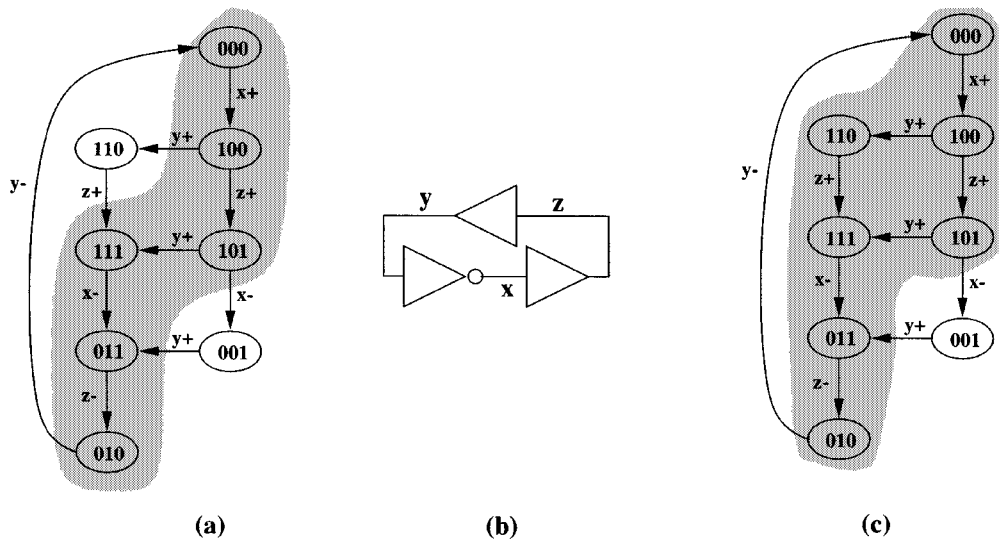 000
x+
110
y+
100
y-
z+
z+
111
y+
101
x-
x-
011
y+
001
z-
010
(a)
y
z
x
(b)
000
x+
110
y+
100
y-
z+
z+
111
y+
101
x-
x-
011
y+
001
z-
010
(c)